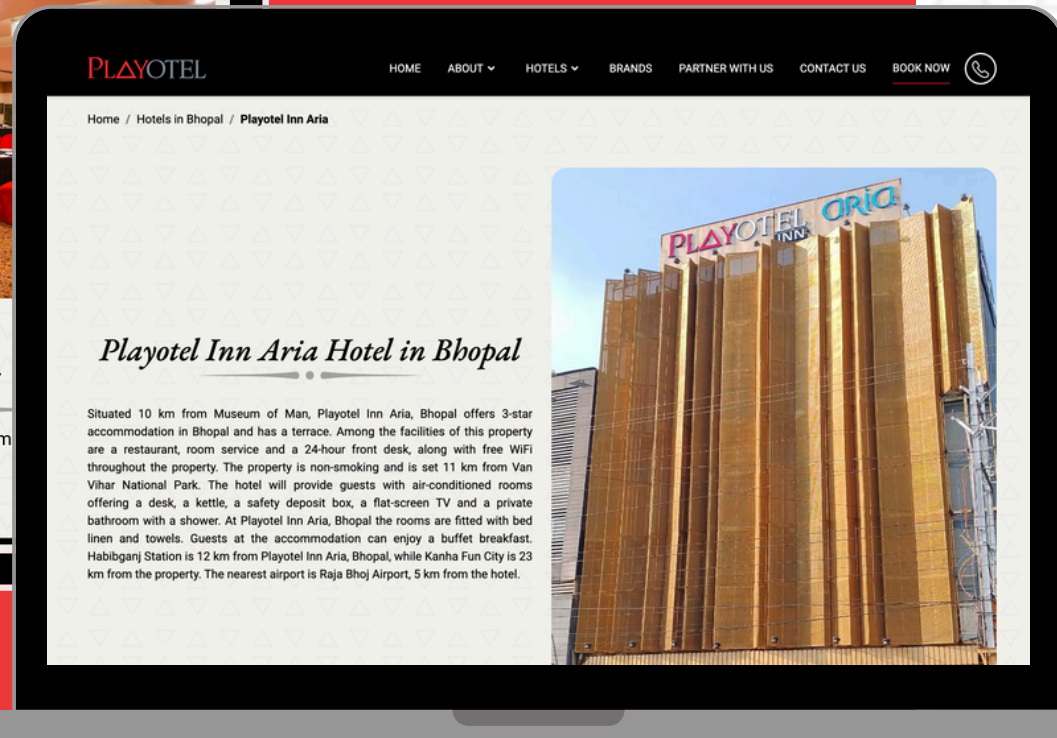 PLAYOTEL
HOME ABOUT HOTELS BRANDS PARTNER WITH US CONTACT US BOOK NOW
Home / Hotels in Bhopal / Playotel Inn Aria
PLAYOTEL aria
INN
Playotel Inn Aria Hotel in Bhopal
Situated 10 km from Museum of Man, Playotel Inn Aria, Bhopal offers 3-star
accommodation in Bhopal and has a terrace. Among the facilities of this property
are a restaurant, room service and a 24-hour front desk, along with free WiFi
throughout the property. The property is non-smoking and is set 11 km from Van
Vihar National Park. The hotel will provide guests with air-conditioned rooms
offering a desk, a kettle, a safety deposit box, a flat-screen TV and a private
bathroom with a shower. At Playotel Inn Aria, Bhopal the rooms are fitted with bed
linen and towels. Guests at the accommodation can enjoy a buffet breakfast.
Habibganj Station is 12 km from Playotel Inn Aria, Bhopal, while Kanha Fun City is 23
km from the property. The nearest airport is Raja Bhoj Airport, 5 km from the hotel.